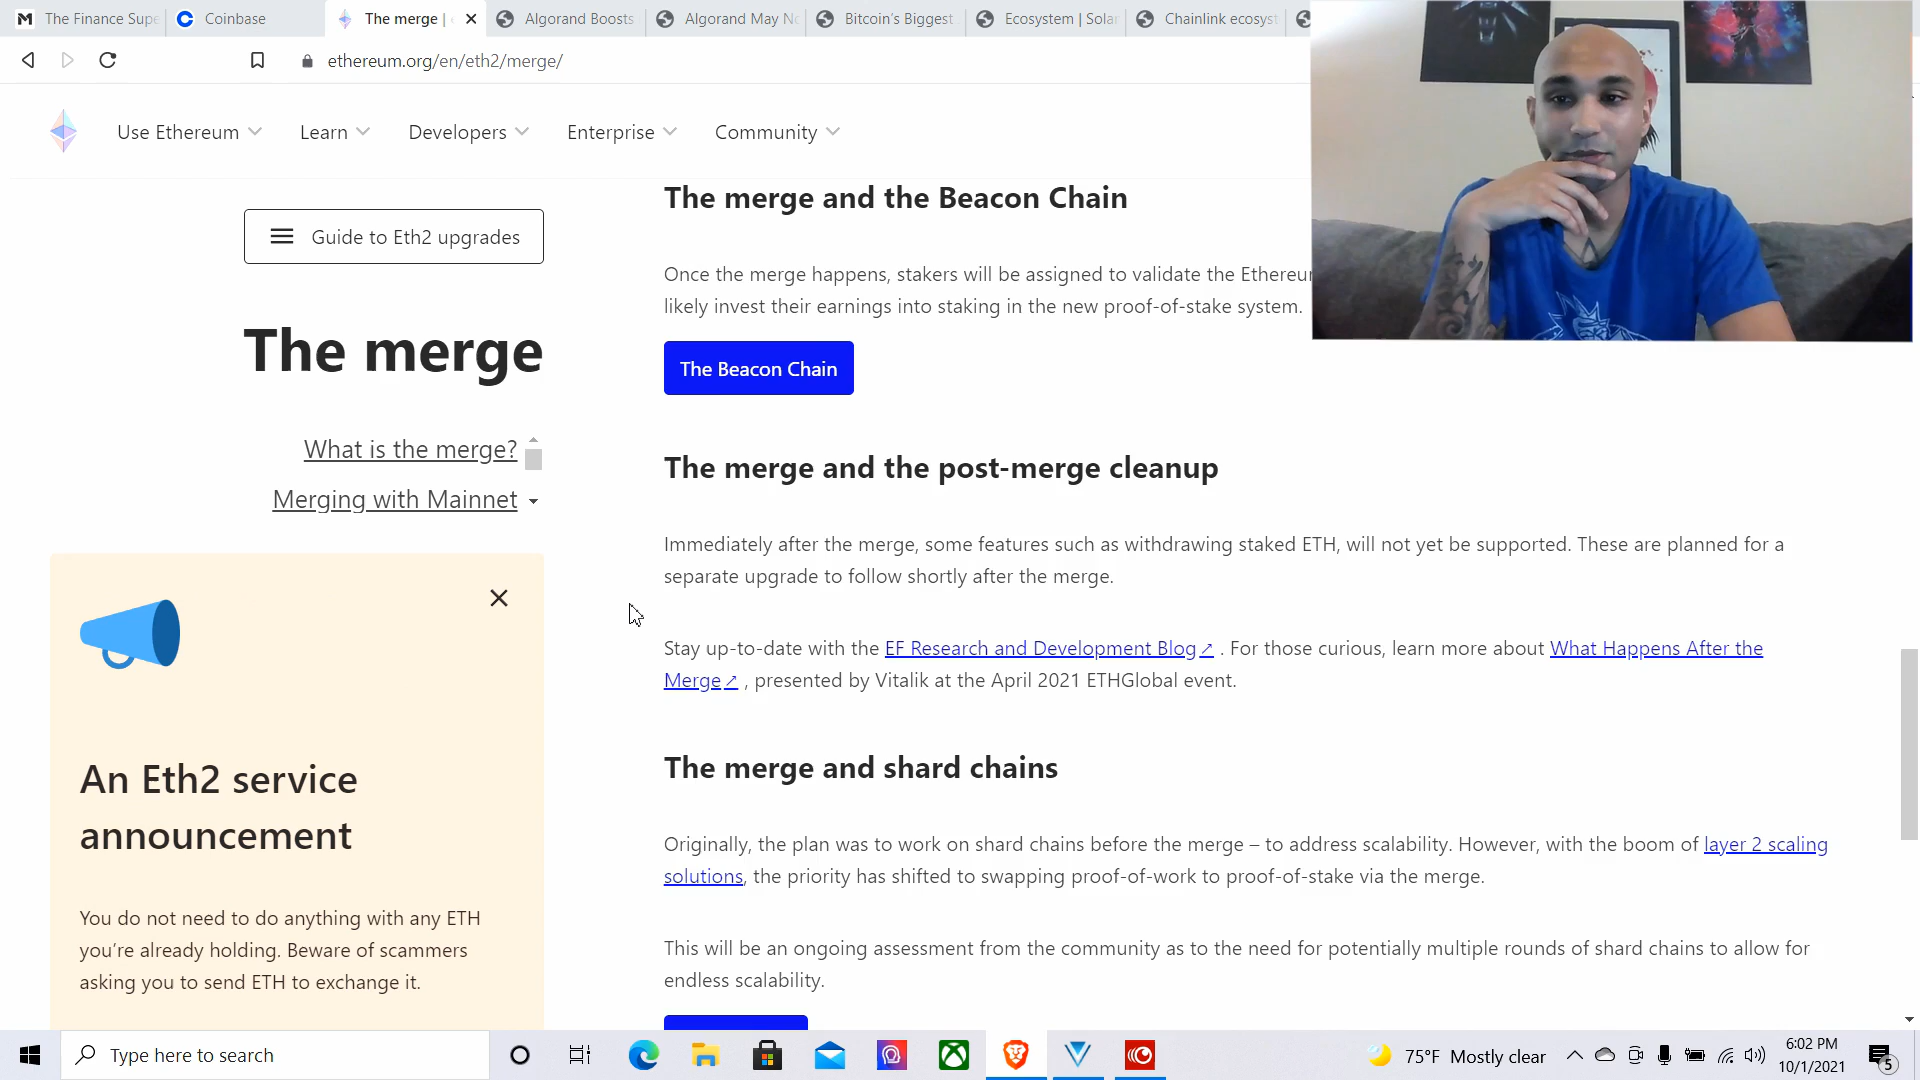 The Finance Supe
Coinbase
The merge |
Algorand Boosts
Algorand May No
Bitcoin's Biggest
Ecosystem | Solar
Chainlink ecosyst
ethereum.org/en/eth2/merge/
Use Ethereum
Learn
Developers
Enterprise
Community
Guide to Eth2 upgrades
The merge
What is the merge?
Merging with Mainnet
An Eth2 service
announcement
You do not need to do anything with any ETH
you're already holding. Beware of scammers
asking you to send ETH to exchange it.
The merge and the Beacon Chain
Once the merge happens, stakers will be assigned to validate the Ethereu
likely invest their earnings into staking in the new proof-of-stake system.
The Beacon Chain
The merge and the post-merge cleanup
Immediately after the merge, some features such as withdrawing staked ETH, will not yet be supported. These are planned for a
separate upgrade to follow shortly after the merge.
Stay up-to-date with the EF Research and Development Blog↗ . For those curious, learn more about What Happens After the
Merge↗ , presented by Vitalik at the April 2021 ETHGlobal event.
The merge and shard chains
Originally, the plan was to work on shard chains before the merge – to address scalability. However, with the boom of layer 2 scaling
solutions, the priority has shifted to swapping proof-of-work to proof-of-stake via the merge.
This will be an ongoing assessment from the community as to the need for potentially multiple rounds of shard chains to allow for
endless scalability.
Type here to search
75°F Mostly clear
6:02 PM
10/1/2021
5